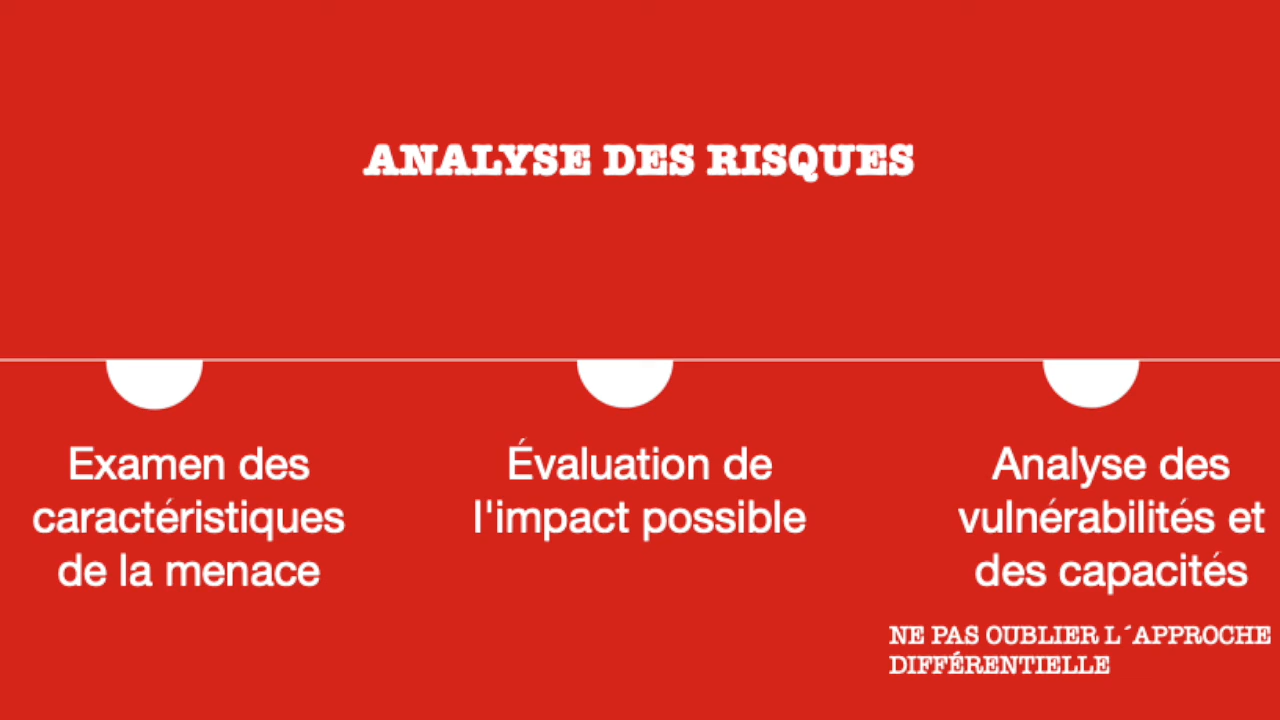 ANALYSE DES RISQUES
Examen des
caractéristiques
de la menace
Évaluation de
l'impact possible
Analyse des
vulnérabilités et
des capacités
NE PAS OUBLIER L´APPROCHE
DIFFÉRENTIELLE